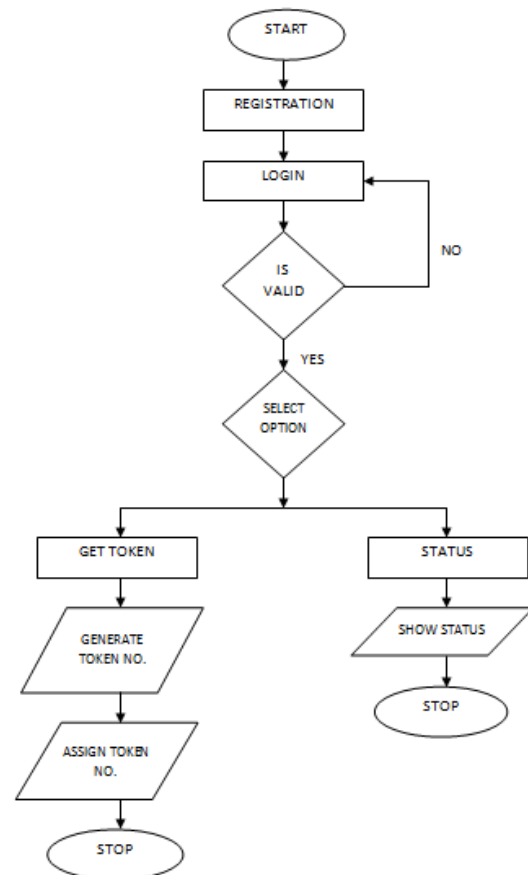 START
REGISTRATION
LOGIN
IS
VALID
NO
YES
SELECT
OPTION
GET TOKEN
GENERATE
TOKEN NO.
ASSIGN TOKEN
NO.
STOP
STATUS
SHOW STATUS
STOP